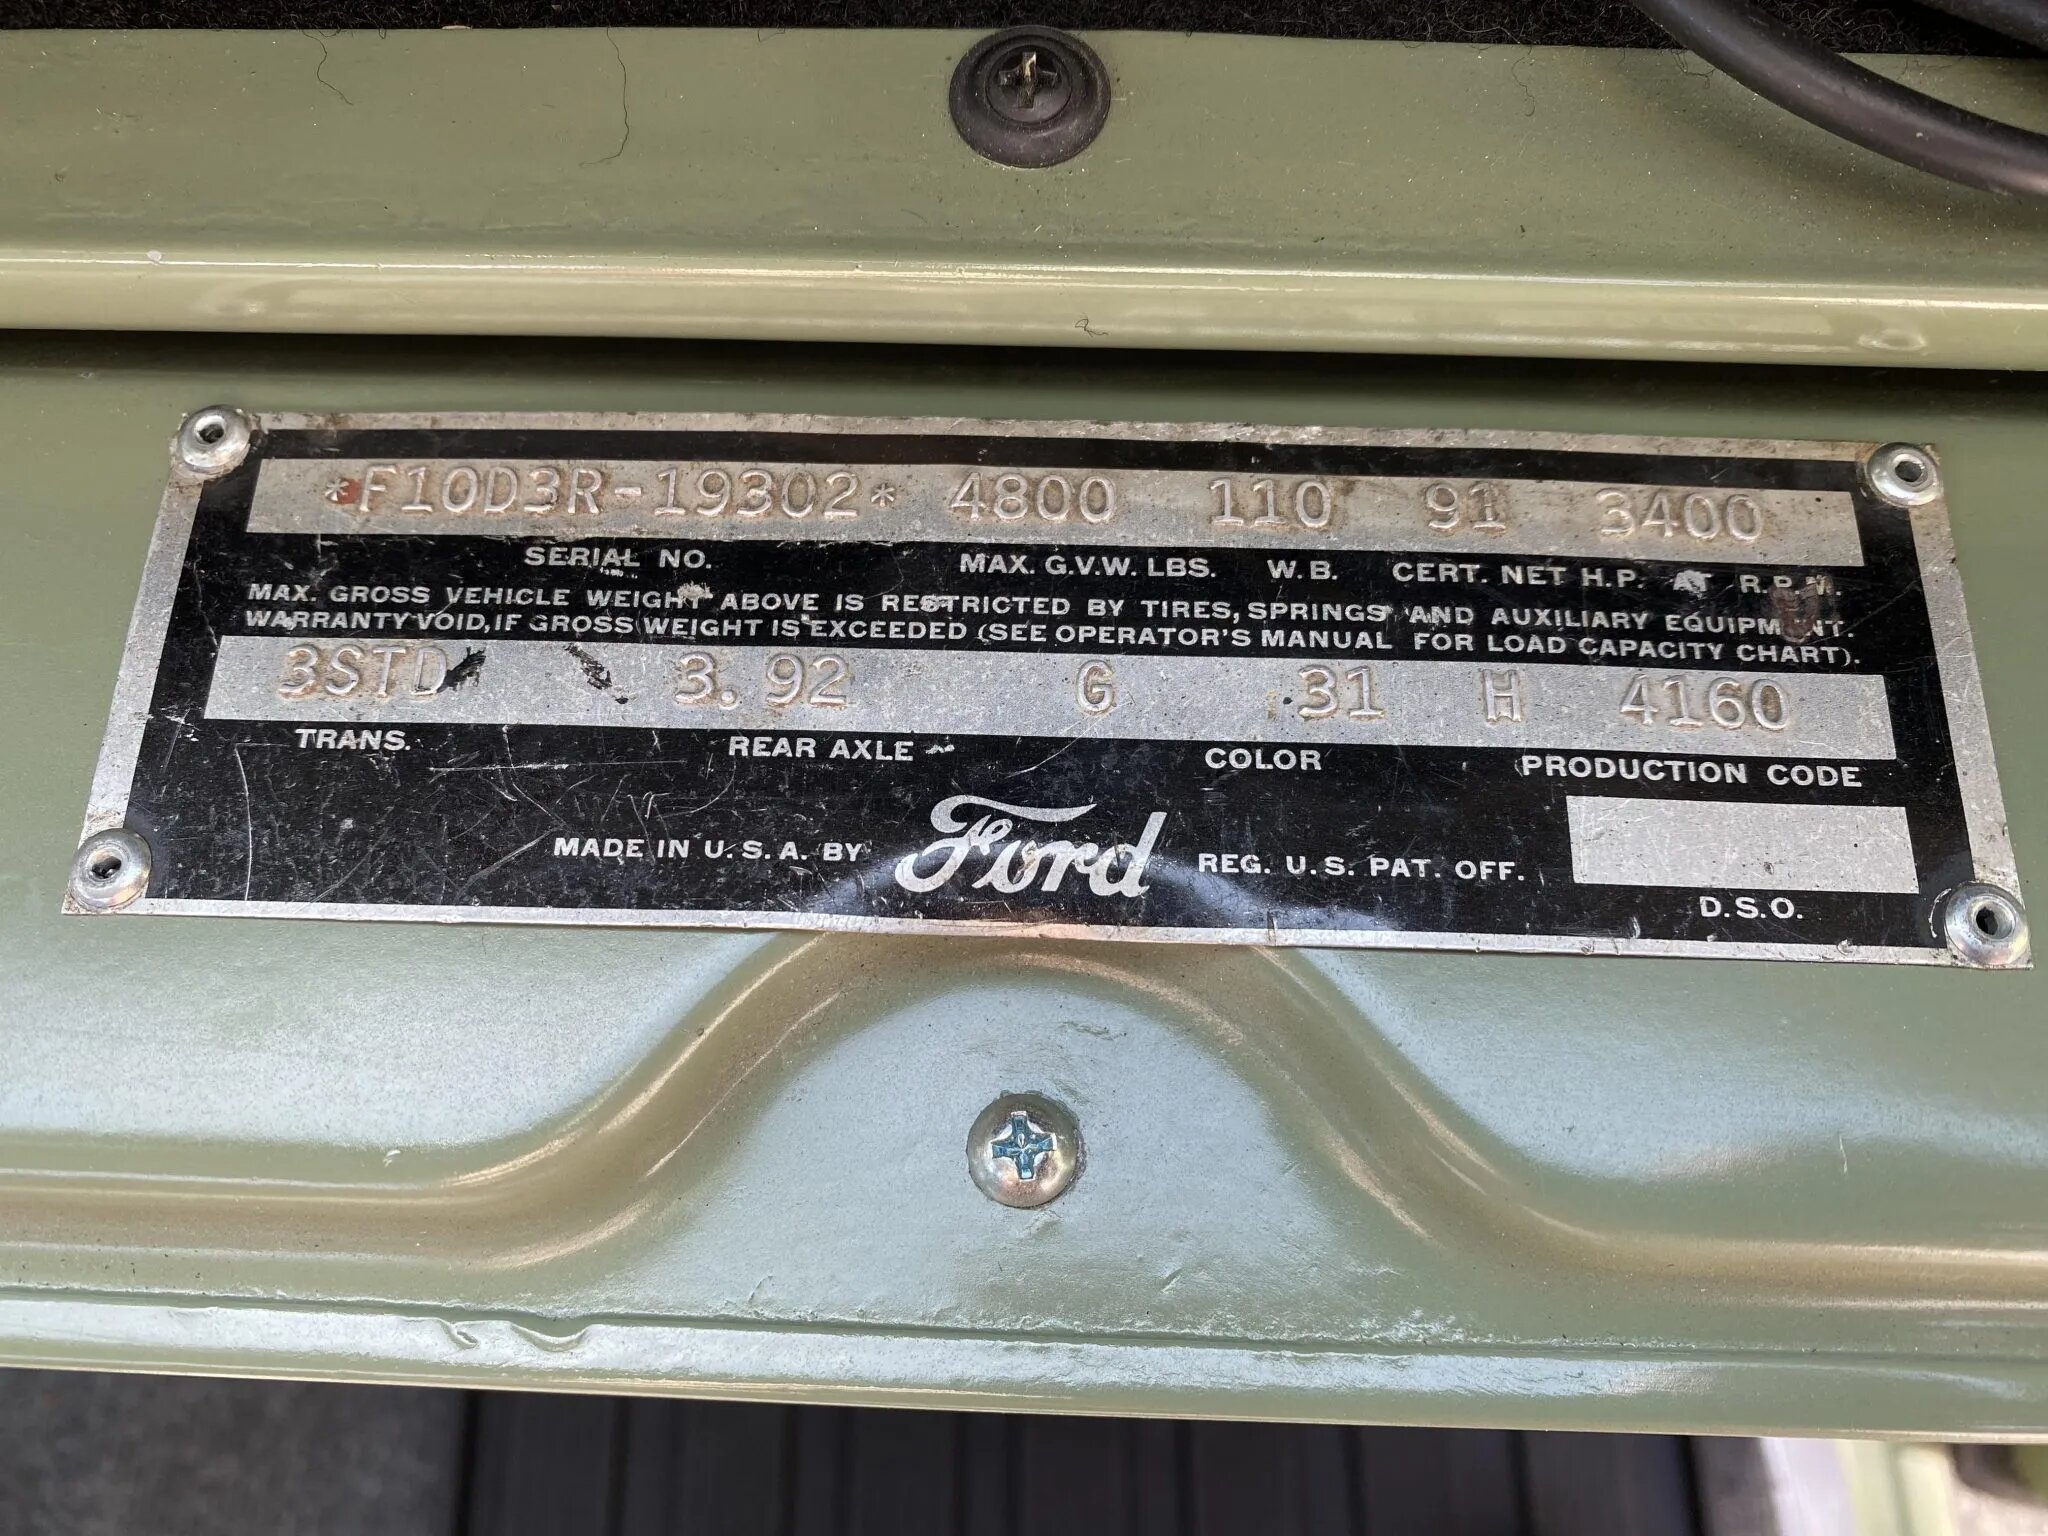 *F10D3R-19302* 4800 110 91 3400
SERIAL NO. MAX. G.V.W. LBS. W.B. CERT. NET H.P. AT R.P.M.
MAX. GROSS VEHICLE WEIGHT ABOVE IS RESTRICTED BY TIRES, SPRINGS AND AUXILIARY EQUIPMENT.
WARRANTY VOID, IF GROSS WEIGHT IS EXCEEDED (SEE OPERATOR'S MANUAL FOR LOAD CAPACITY CHART).
3STD 3.92 G 31 H 4160
TRANS. REAR AXLE COLOR PRODUCTION CODE
MADE IN U.S.A. BY Ford REG. U.S. PAT. OFF.
D.S.O.